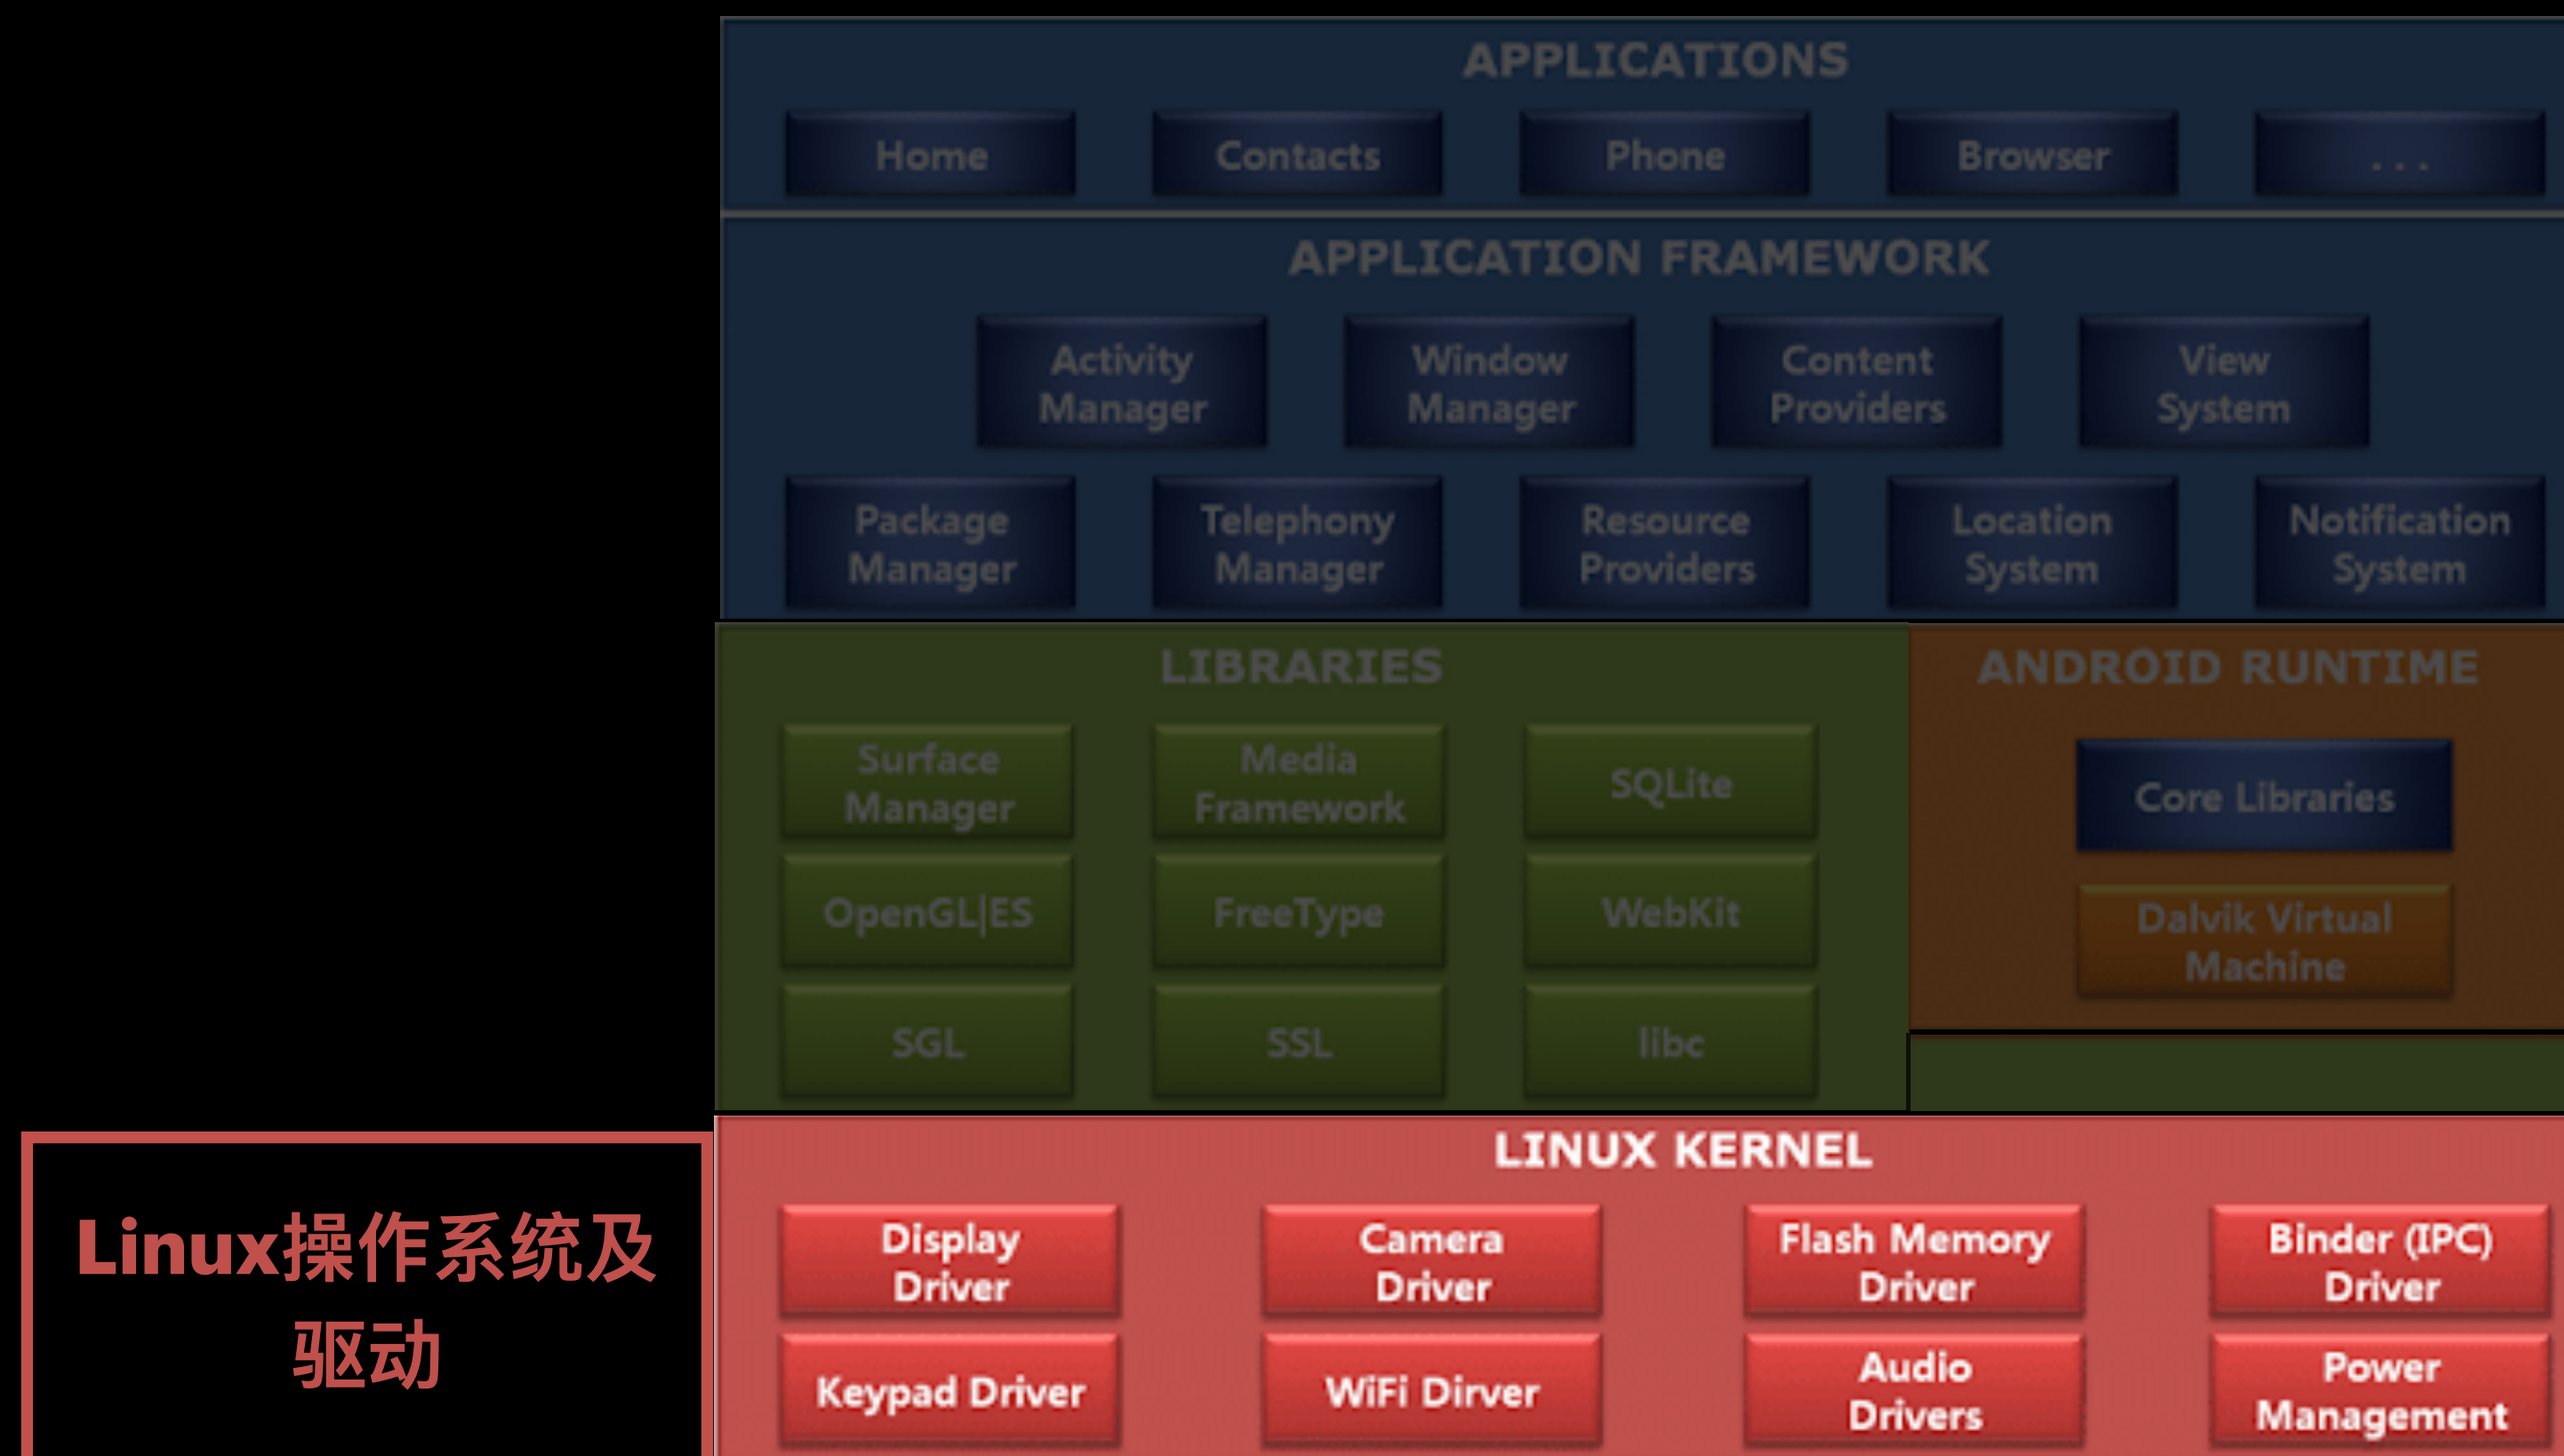 APPLICATIONS
Home
Contacts
Phone
Browser
...
APPLICATION FRAMEWORK
Activity
Manager
Window
Manager
Content
Providers
View
System
Package
Manager
Telephony
Manager
Resource
Providers
Location
System
Notification
System
LIBRARIES
Surface
Manager
Media
Framework
SQLite
OpenGL|ES
FreeType
WebKit
SGL
SSL
libc
ANDROID RUNTIME
Core Libraries
Dalvik Virtual
Machine
Linux操作系统及
驱动
LINUX KERNEL
Display
Driver
Camera
Driver
Flash Memory
Driver
Binder (IPC)
Driver
Keypad Driver
WiFi Dirver
Audio
Drivers
Power
Management